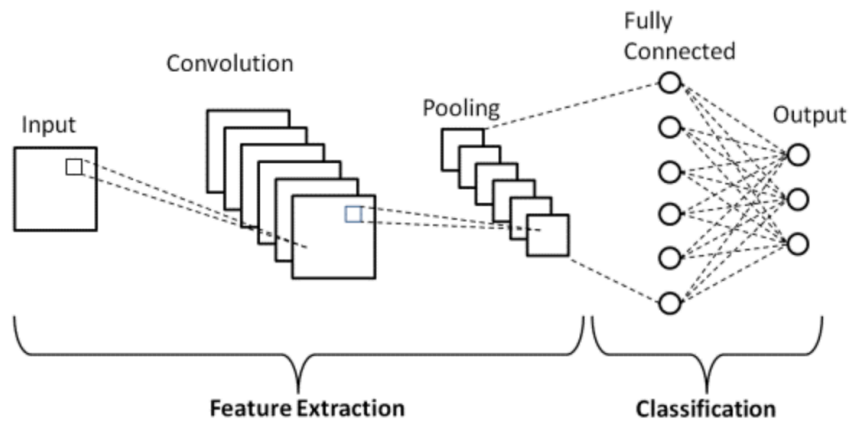 Input
Convolution
Pooling
Fully
Connected
Output
Feature Extraction
Classification